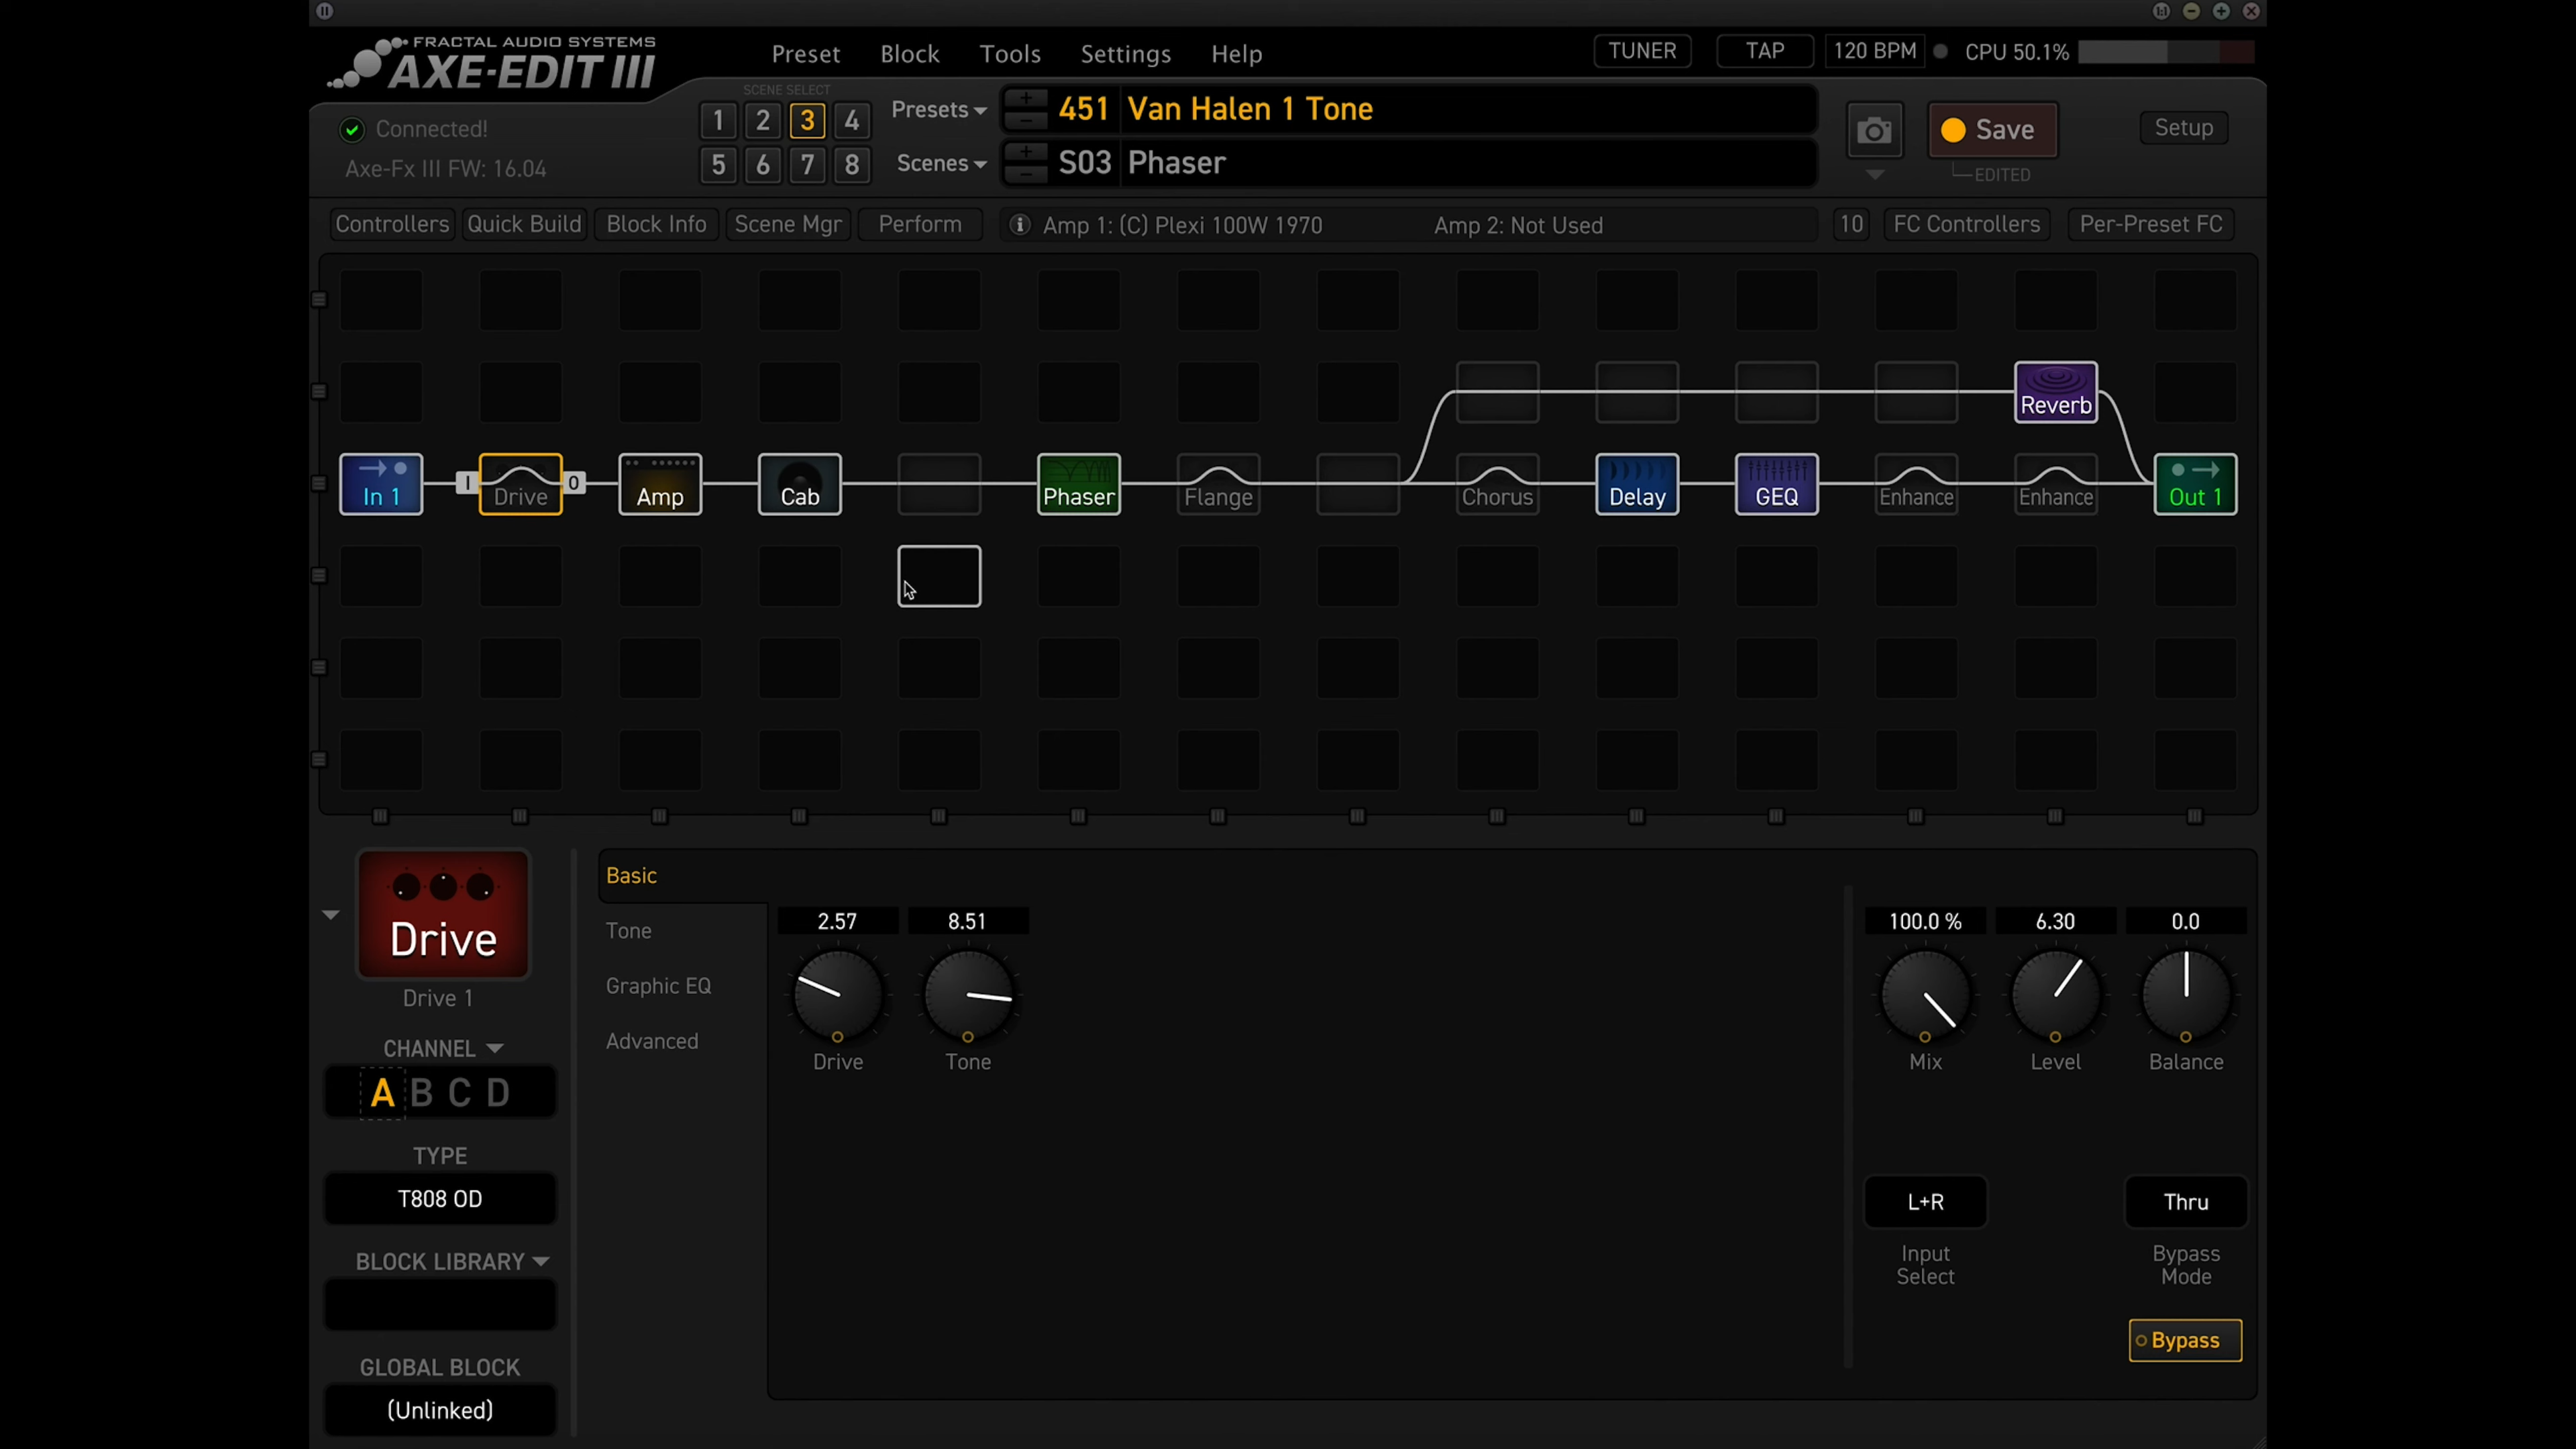 FRACTAL AUDIO SYSTEMS
AXE-EDIT III
Preset Block Tools Settings Help
TUNER TAP 120 BPM CPU 50.1%
Connected!
Axe-Fx III FW: 16.04
SCENE SELECT
1 2 3 4
5 6 7 8
Presets 451 Van Halen 1 Tone
Scenes S03 Phaser
Save
EDITED
Setup
Controllers Quick Build Block Info Scene Mgr Perform
Amp 1: (C) Plexi 100W 1970 Amp 2: Not Used
10 FC Controllers Per-Preset FC
Reverb
In 1 I Drive O Amp Cab Phaser Flange Chorus Delay GEQ Enhance Enhance Out 1
Drive
Drive 1
CHANNEL
A B C D
TYPE
T808 OD
BLOCK LIBRARY
GLOBAL BLOCK
(Unlinked)
Basic
Tone
Graphic EQ
Advanced
2.57 8.51
Drive Tone
100.0 % 6.30 0.0
Mix Level Balance
L+R Thru
Input Select
Bypass Mode
Bypass